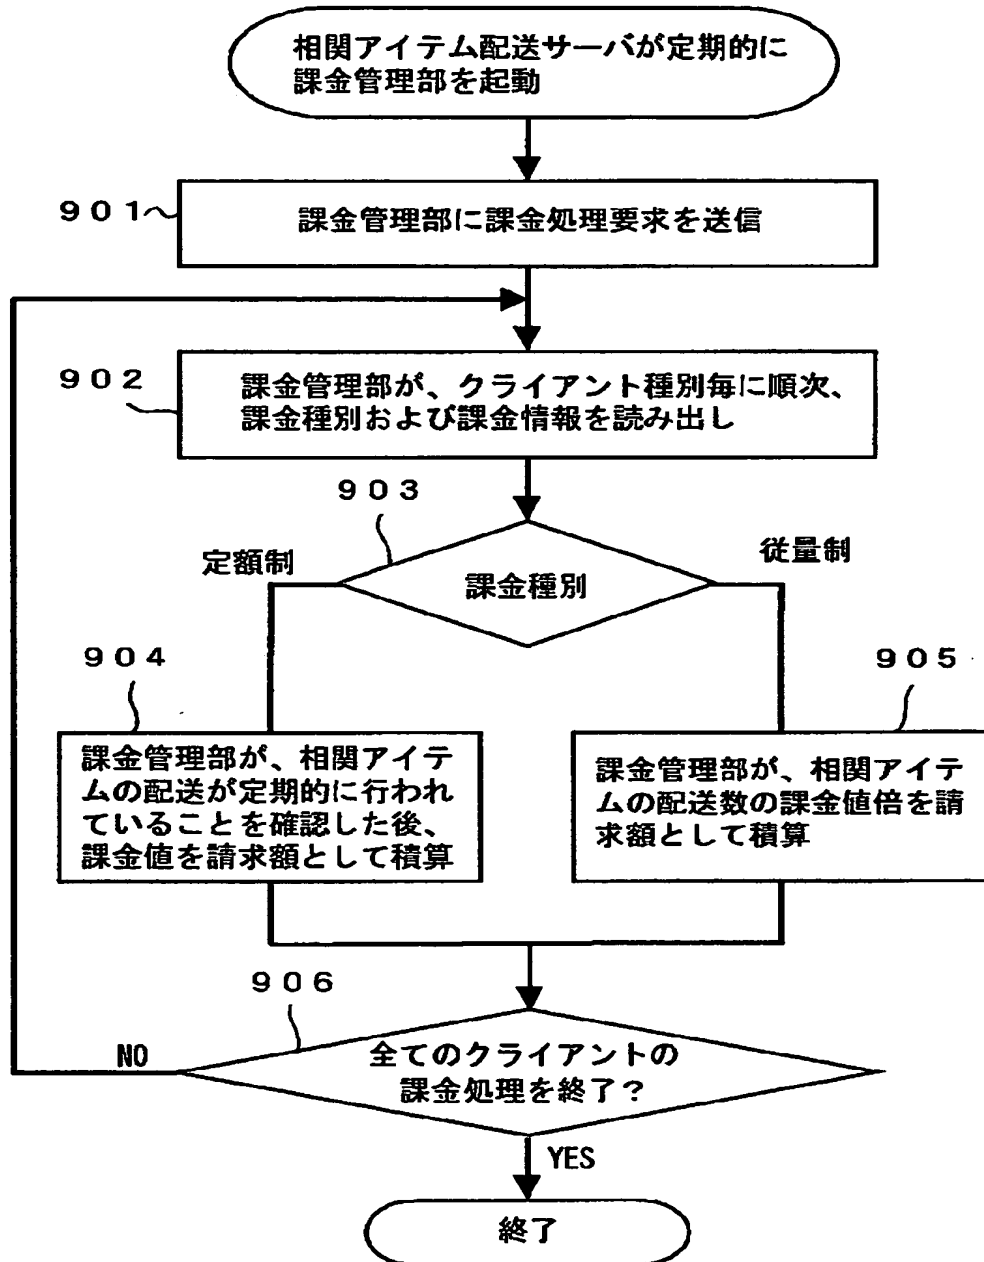 相関アイテム配送サーバが定期的に
課金管理部を起動
901
課金管理部に課金処理要求を送信
902
課金管理部が、クライアント種別毎に順次、
課金種別および課金情報を読み出し
903
定額制
従量制
課金種別
904
905
課金管理部が、相関アイテ
ムの配送が定期的に行われ
ていることを確認した後、
課金値を請求額として積算
課金管理部が、相関アイテ
ムの配送数の課金値倍を請
求額として積算
906
NO
全てのクライアントの
課金処理を終了?
YES
終了